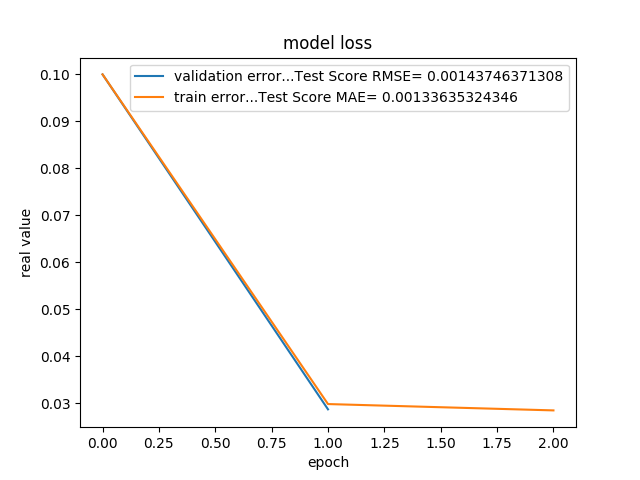 model loss
validation error...Test Score RMSE= 0.00143746371308
train error...Test Score MAE= 0.00133635324346
real value
0.10
0.09
0.08
0.07
0.06
0.05
0.04
0.03
0.00 0.25 0.50 0.75 1.00 1.25 1.50 1.75 2.00
epoch